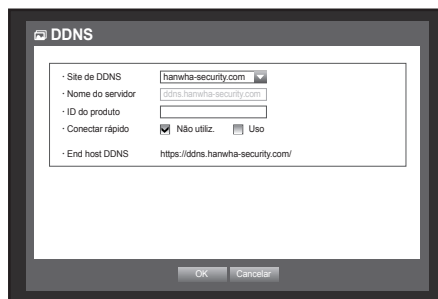 DDNS
· Site de DDNS hanwha-security.com
· Nome do servidor ddns.hanwha-security.com
· ID do produto
· Conectar rápido Não utiliz. Uso
· End host DDNS https://ddns.hanwha-security.com/
OK Cancelar